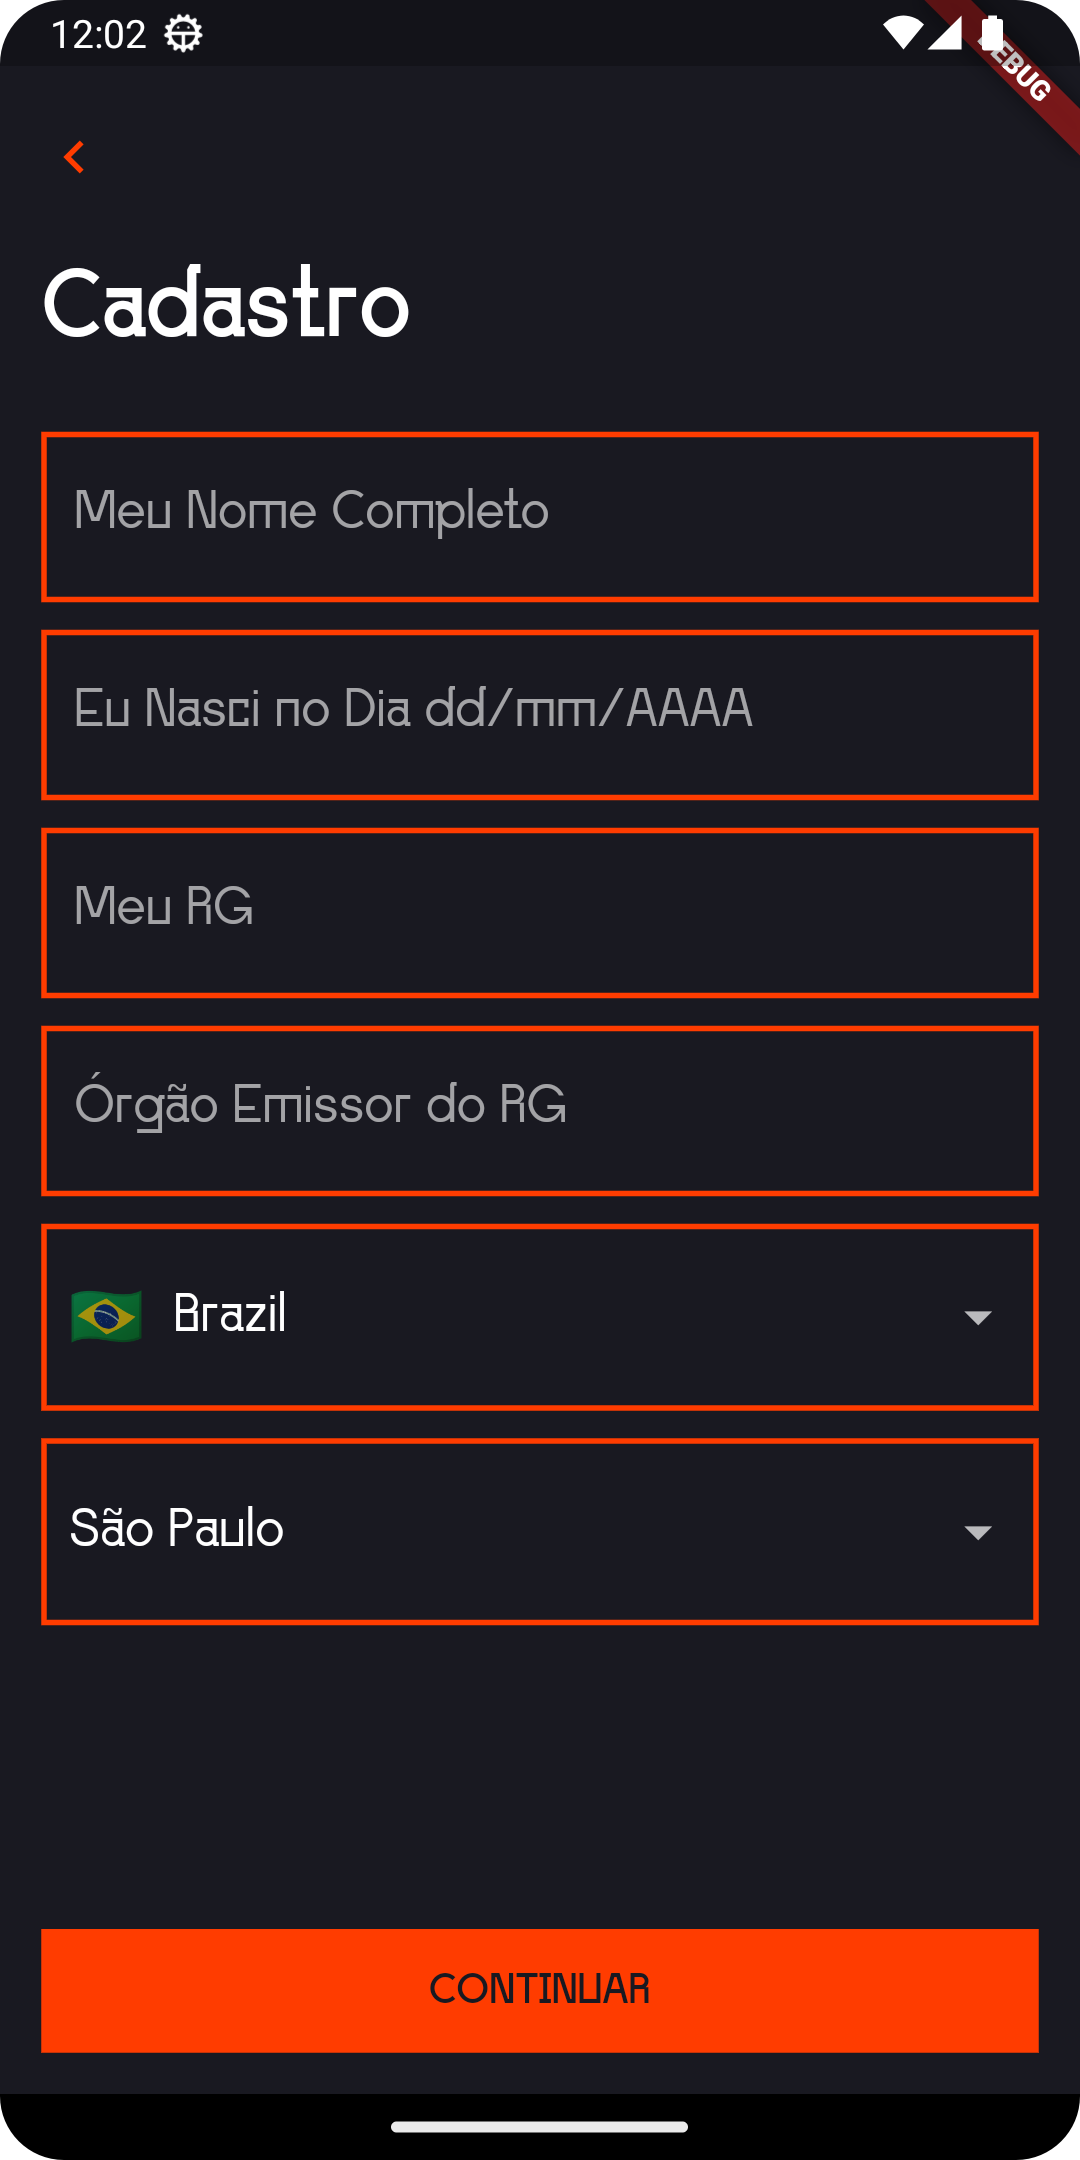 12:02
EBUG
Cadastro
Meu Nome Completo
Eu Nasci no Dia dd/mm/AAAA
Meu RG
Órgão Emissor do RG
Brazil
São Paulo
CONTINUAR